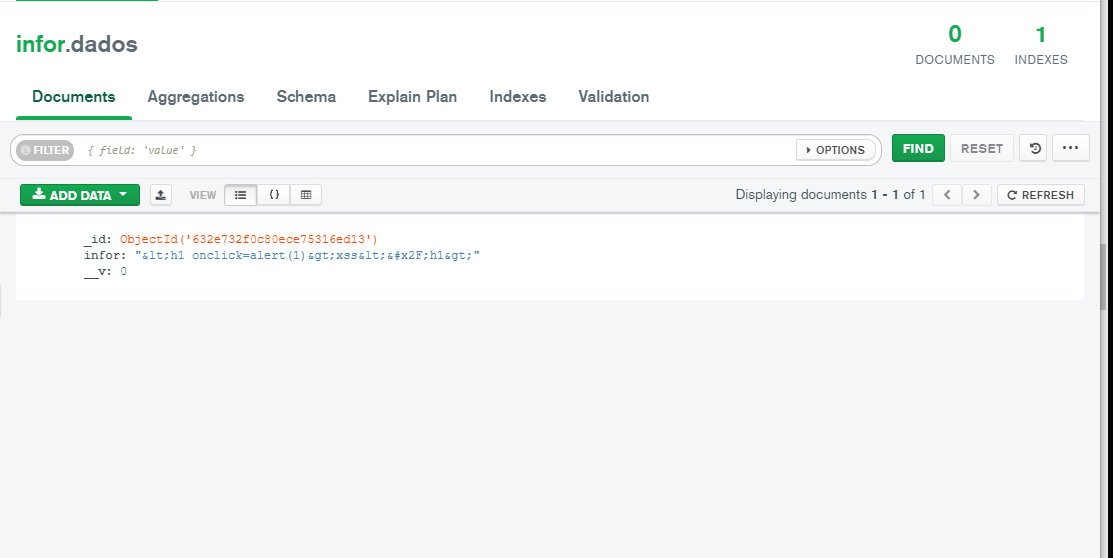 infor.dados
0
DOCUMENTS
1
INDEXES
Documents Aggregations Schema Explain Plan Indexes Validation
FILTER { field: 'value' } OPTIONS FIND RESET
ADD DATA VIEW {} Displaying documents 1 - 1 of 1 REFRESH
_id: ObjectId('632e732f0c80ece75316ed13')
infor: "&lt;h1 onclick=alert(1)&gt;xss&lt;&#x2F;h1&gt;"
__v: 0